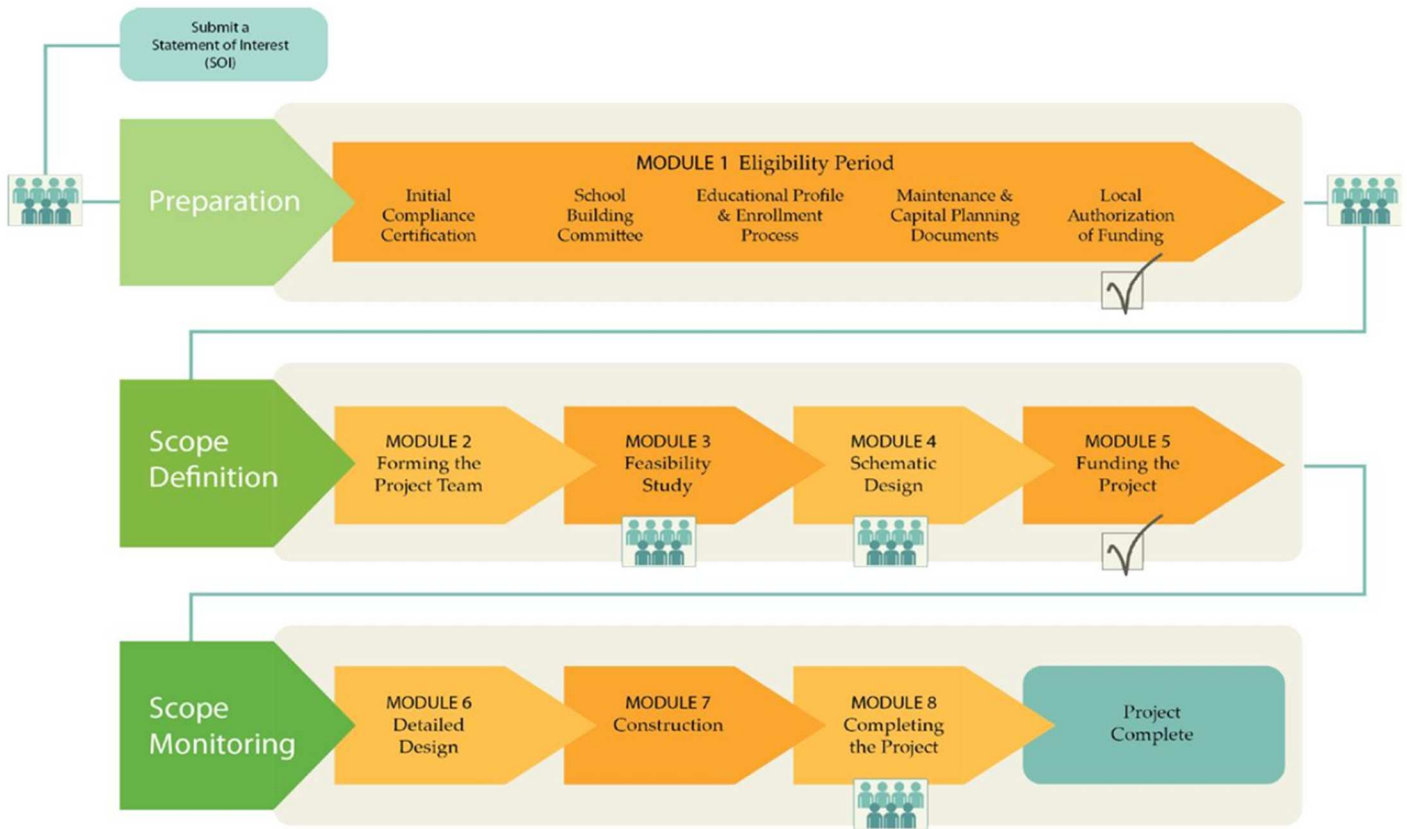 Submit a
Statement of Interest
(SOI)
Preparation
MODULE 1 Eligibility Period
Initial
Compliance
Certification
School
Building
Committee
Educational Profile
& Enrollment
Process
Maintenance &
Capital Planning
Documents
Local
Authorization
of Funding
Scope
Definition
MODULE 2
Forming the
Project Team
MODULE 3
Feasibility
Study
MODULE 4
Schematic
Design
MODULE 5
Funding the
Project
Scope
Monitoring
MODULE 6
Detailed
Design
MODULE 7
Construction
MODULE 8
Completing
the Project
Project
Complete